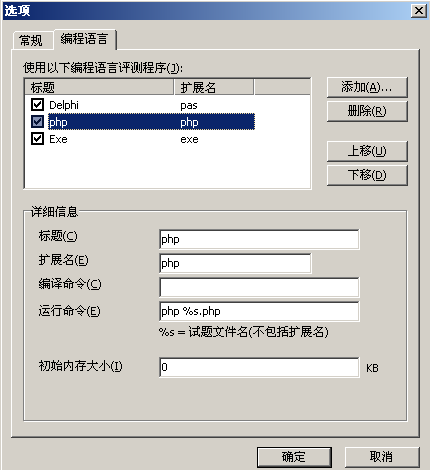 选项
常规 编程语言
使用以下编程语言评测程序(J):
标题 扩展名
Delphi pas
php php
Exe exe
添加(A)...
删除(R)
上移(U)
下移(D)
详细信息
标题(C) php
扩展名(E) php
编译命令(C)
运行命令(E) php %s.php
%s = 试题文件名(不包括扩展名)
初始内存大小(I) 0 KB
确定 取消